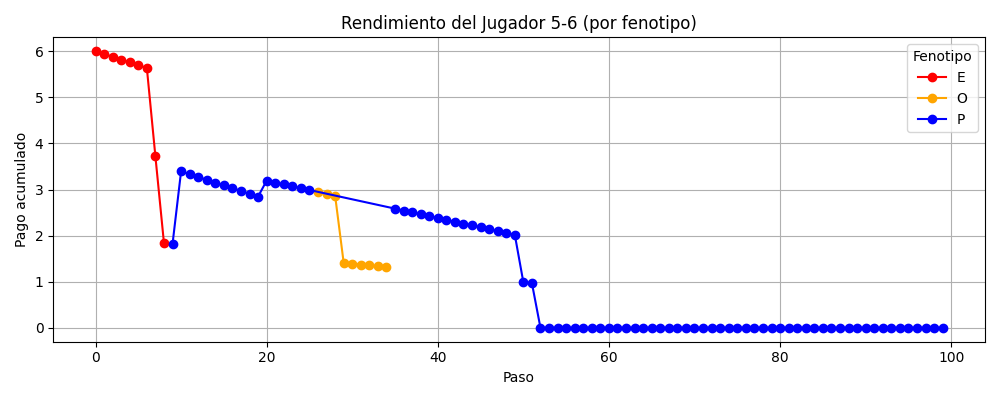 Rendimiento del Jugador 5-6 (por fenotipo)
Pago acumulado
6
5
4
3
2
1
0
Fenotipo
E
O
P
0
20
40
60
80
100
Paso